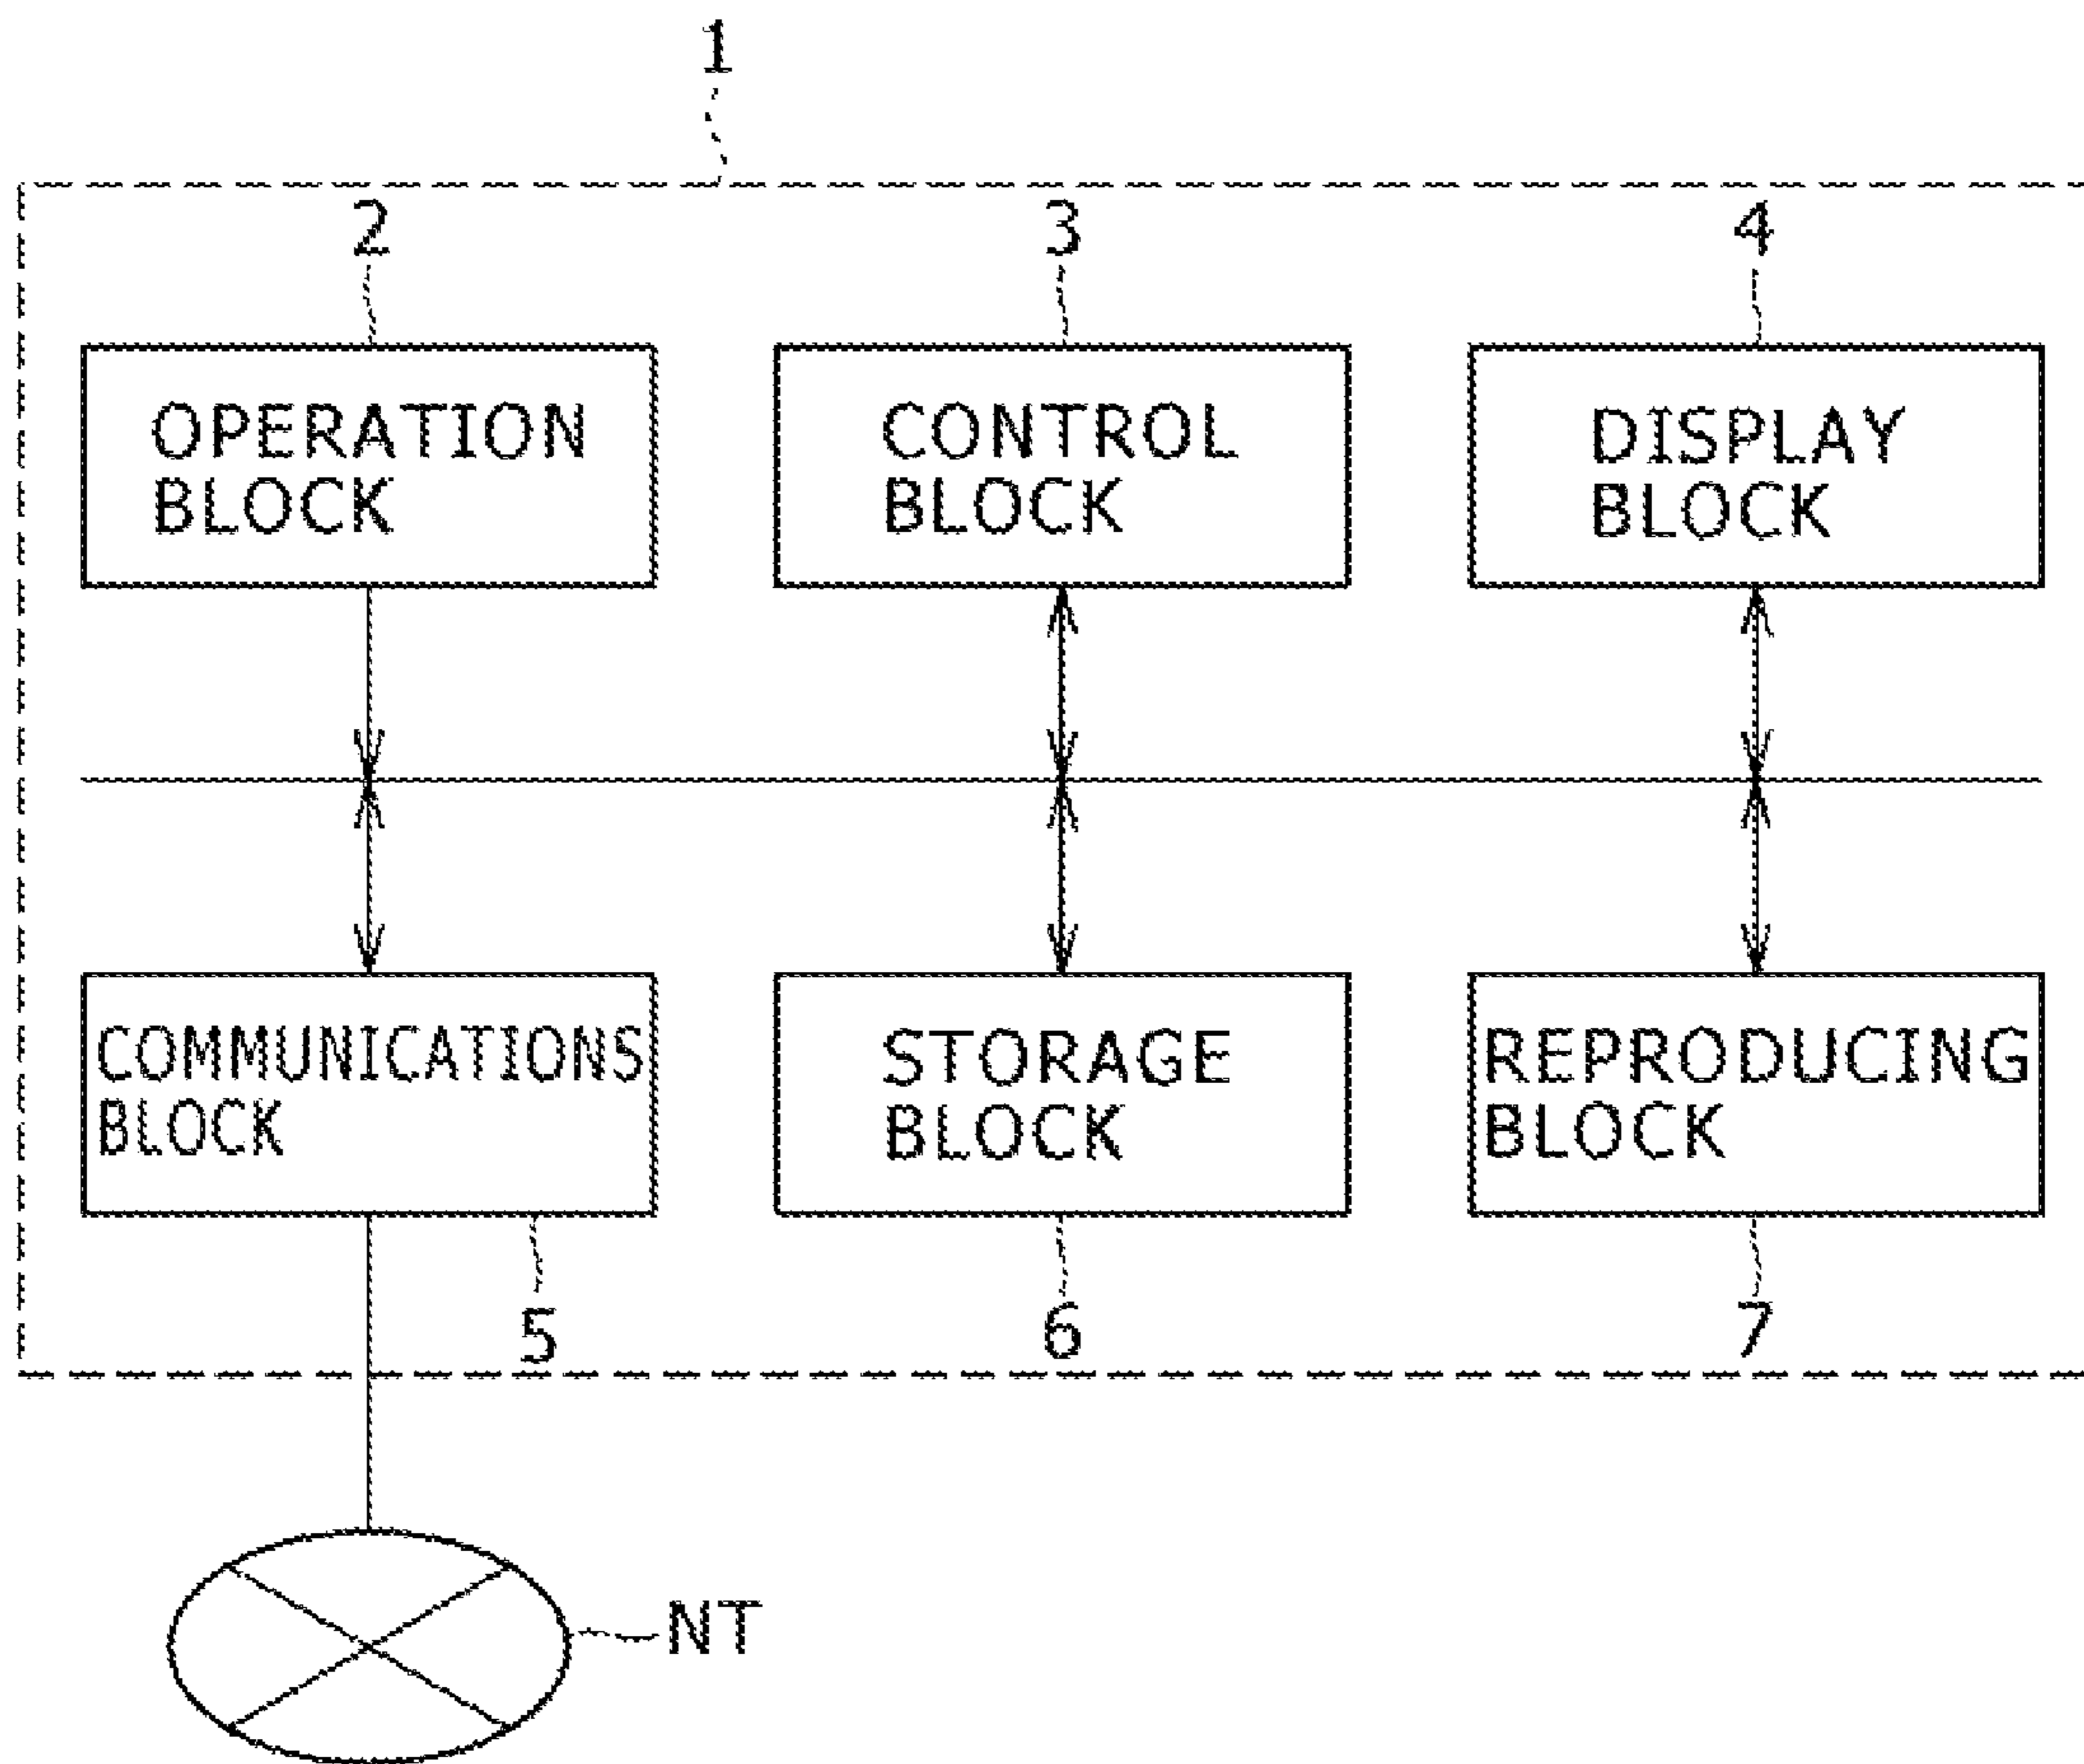 1
2
3
4
OPERATION
BLOCK
CONTROL
BLOCK
DISPLAY
BLOCK
COMMUNICATIONS
BLOCK
STORAGE
BLOCK
REPRODUCING
BLOCK
5
6
7
NT